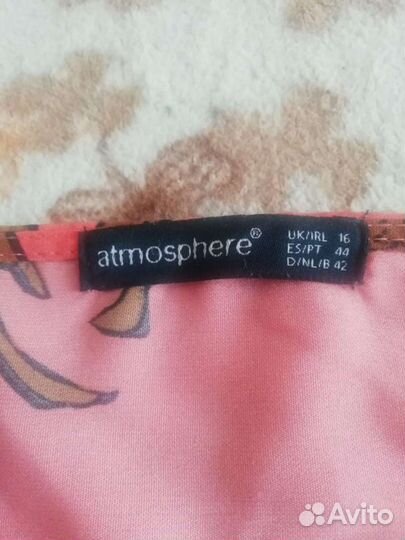 atmosphere®
UK/IRL 16
ES/PT 44
D/NL/B 42
Avito